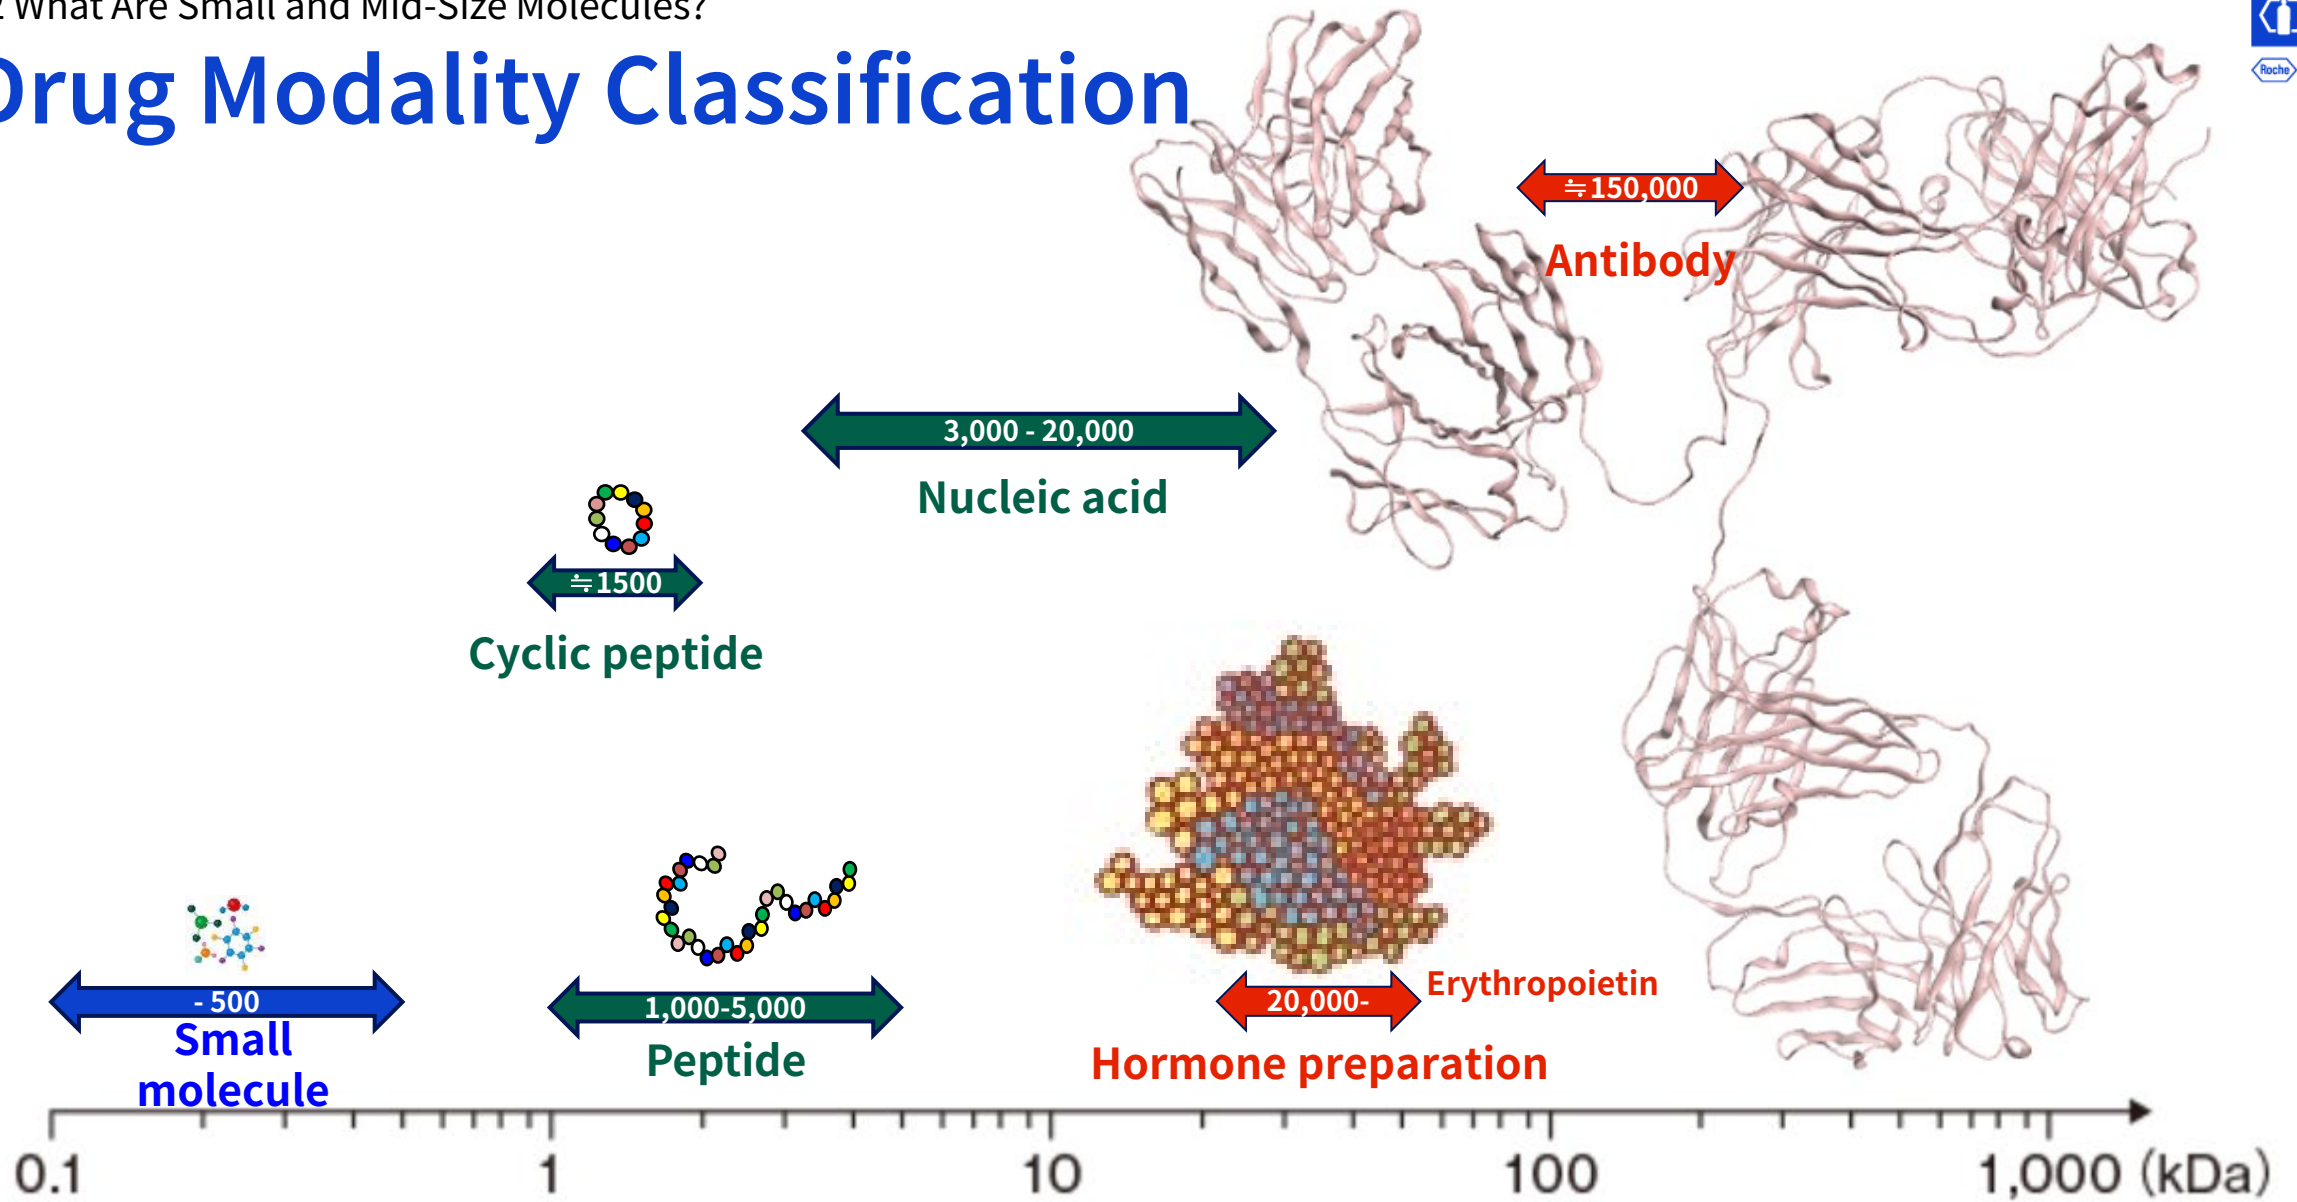 What Are Small and Mid-Size Molecules?
Drug Modality Classification
Roche
≒150,000
Antibody
3,000 - 20,000
Nucleic acid
≒1500
Cyclic peptide
- 500
Small
molecule
1,000-5,000
Peptide
20,000-
Erythropoietin
Hormone preparation
0.1 1 10 100 1,000 (kDa)